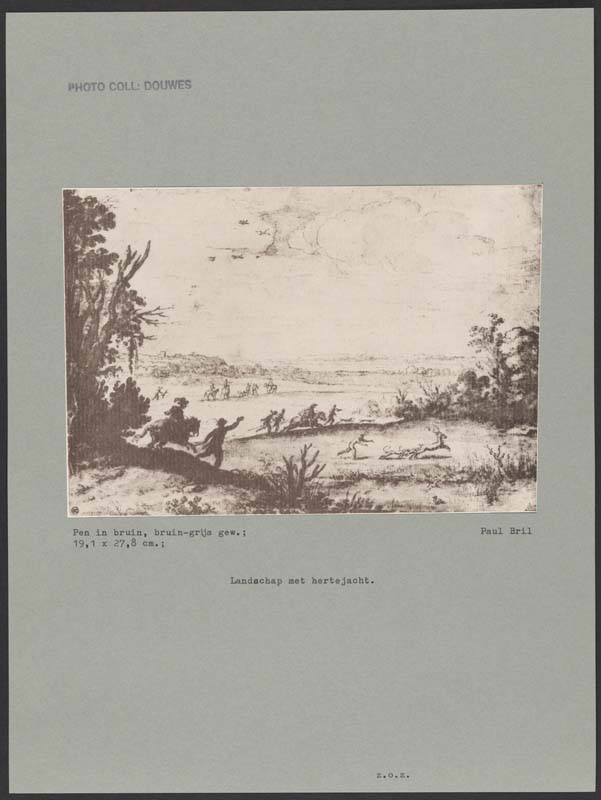 PHOTO COLL: DOUWES
Pen in bruin, bruin-grijs gew.;
19,1 x 27,8 cm.;
Paul Bril
Landschap met hertejacht.
z.o.z.